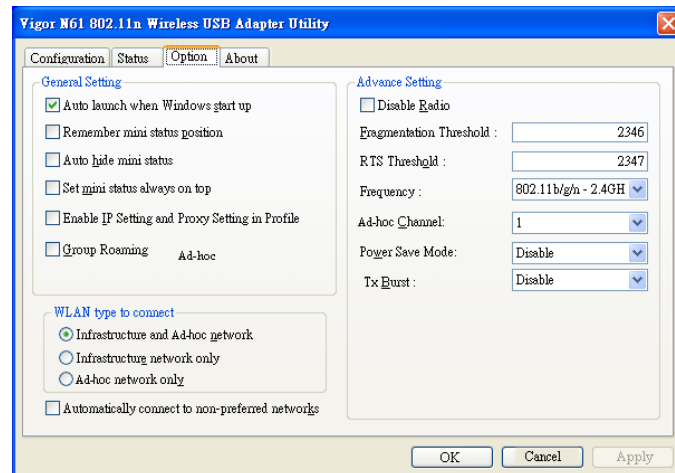 Vigor N61 802.11n Wireless USB Adapter Utility
Configuration Status Option About
General Setting
Auto launch when Windows start up
Remember mini status position
Auto hide mini status
Set mini status always on top
Enable IP Setting and Proxy Setting in Profile
Group Roaming Ad-hoc
WLAN type to connect
Infrastructure and Ad-hoc network
Infrastructure network only
Ad-hoc network only
Automatically connect to non-preferred networks
Advance Setting
Disable Radio
Fragmentation Threshold : 2346
RTS Threshold : 2347
Frequency : 802.11b/g/n - 2.4GH
Ad-hoc Channel: 1
Power Save Mode: Disable
Tx Burst : Disable
OK Cancel Apply